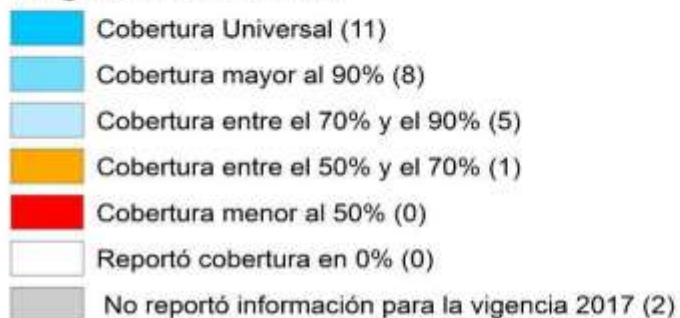 Cobertura Universal (11)
Cobertura mayor al 90% (8)
Cobertura entre el 70% y el 90% (5)
Cobertura entre el 50% y el 70% (1)
Cobertura menor al 50% (0)
Reportó cobertura en 0% (0)
No reportó información para la vigencia 2017 (2)